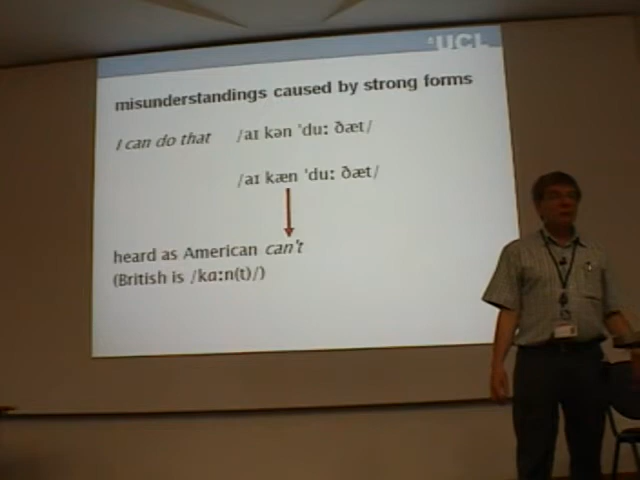 UCL
misunderstandings caused by strong forms
I can do that /aɪ kən ˈduː ðæt/
/aɪ kæn ˈduː ðæt/
heard as American can't
(British is /kɑːn(t)/)